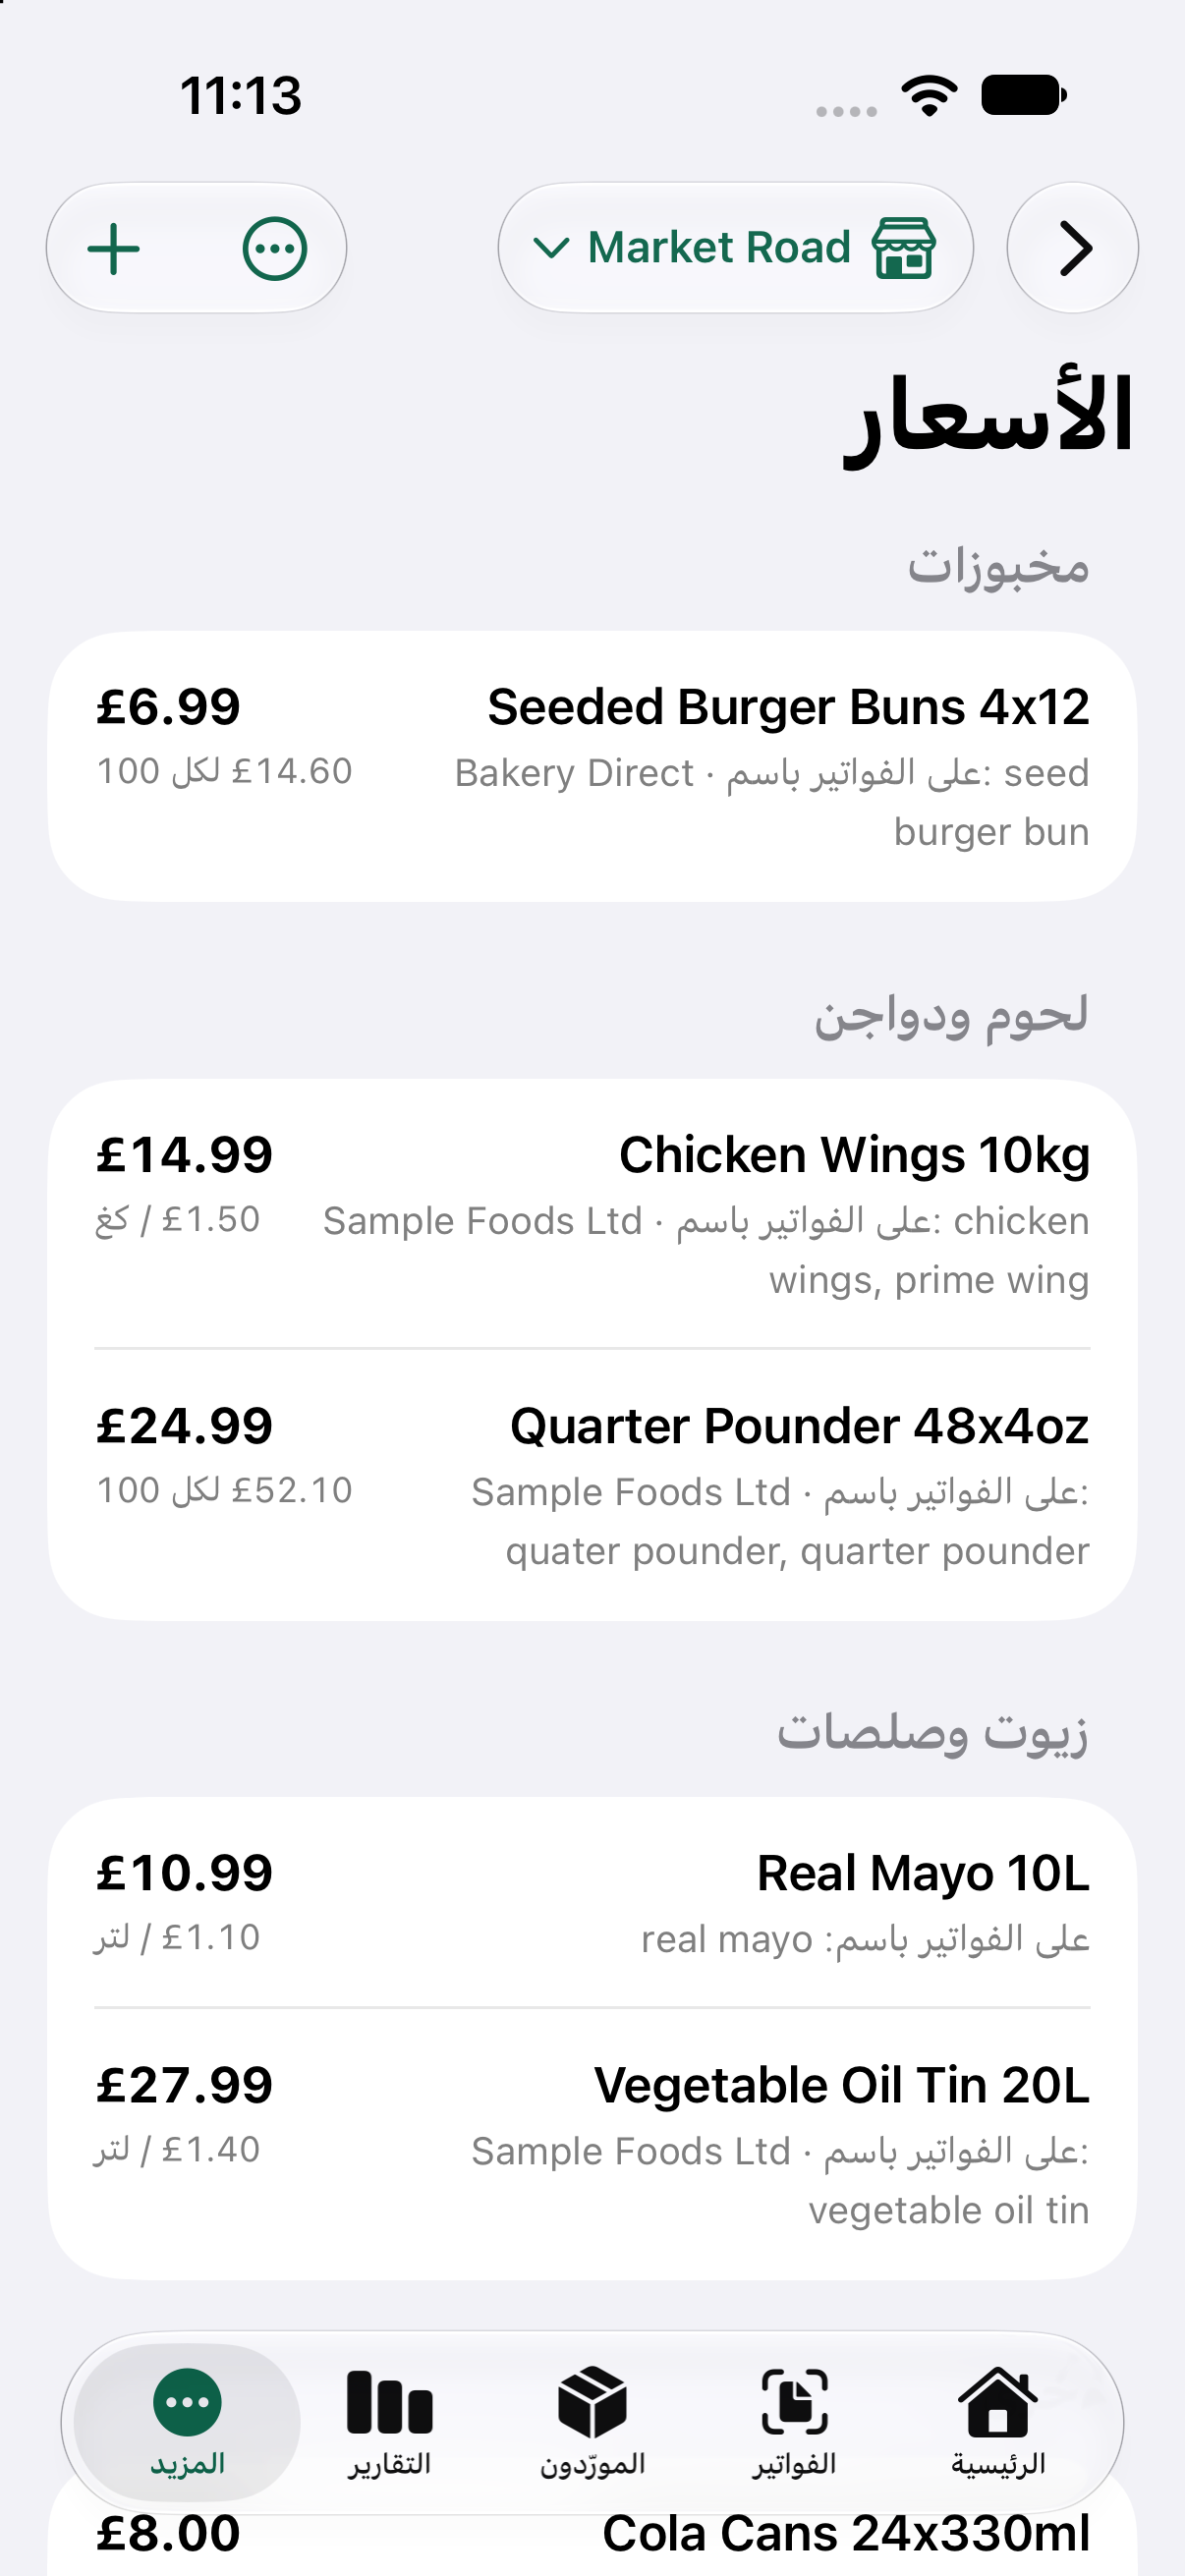 11:13
Market Road
الأسعار
مخبوزات
Seeded Burger Buns 4x12
£6.99
Bakery Direct · على الفواتير باسم: seed
burger bun
£14.60 لكل 100
لحوم ودواجن
Chicken Wings 10kg
£14.99
Sample Foods Ltd · على الفواتير باسم: chicken
wings, prime wing
£1.50 / كغ
Quarter Pounder 48x4oz
£24.99
Sample Foods Ltd · على الفواتير باسم:
quater pounder, quarter pounder
£52.10 لكل 100
زيوت وصلصات
Real Mayo 10L
£10.99
على الفواتير باسم: real mayo
£1.10 / لتر
Vegetable Oil Tin 20L
£27.99
Sample Foods Ltd · على الفواتير باسم:
vegetable oil tin
£1.40 / لتر
الرئيسية
الفواتير
المورّدون
التقارير
المزيد
Cola Cans 24x330ml
£8.00